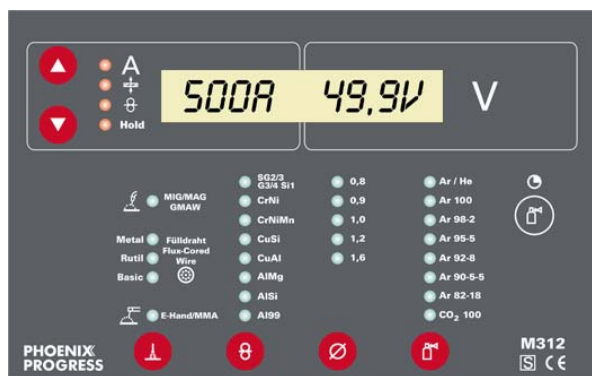 A
500A 49,9V
V
Hold
MIG/MAG
GMAW
Metal
Rutil
Basic
Fülldraht
Flux-Cored
Wire
E-Hand/MMA
SG2/3
G3/4 Si1
CrNi
CrNiMn
CuSi
CuAl
AlMg
AlSi
Al99
0,8
0,9
1,0
1,2
1,6
Ar / He
Ar 100
Ar 98-2
Ar 95-5
Ar 92-8
Ar 90-5-5
Ar 82-18
CO2 100
PHOENIX
PROGRESS
M312
S CE